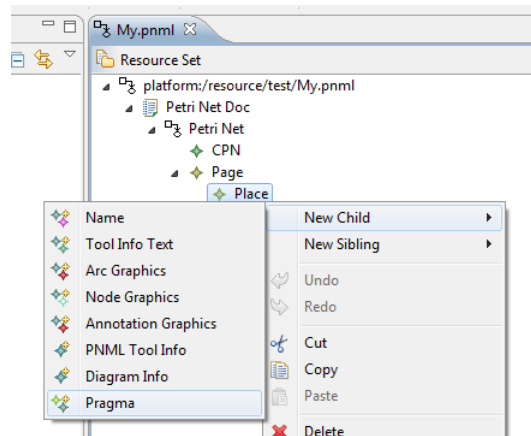 My.pnml
Resource Set
platform:/resource/test/My.pnml
Petri Net Doc
Petri Net
CPN
Page
Place
Name
Tool Info Text
Arc Graphics
Node Graphics
Annotation Graphics
PNML Tool Info
Diagram Info
Pragma
New Child
New Sibling
Undo
Redo
Cut
Copy
Paste
Delete